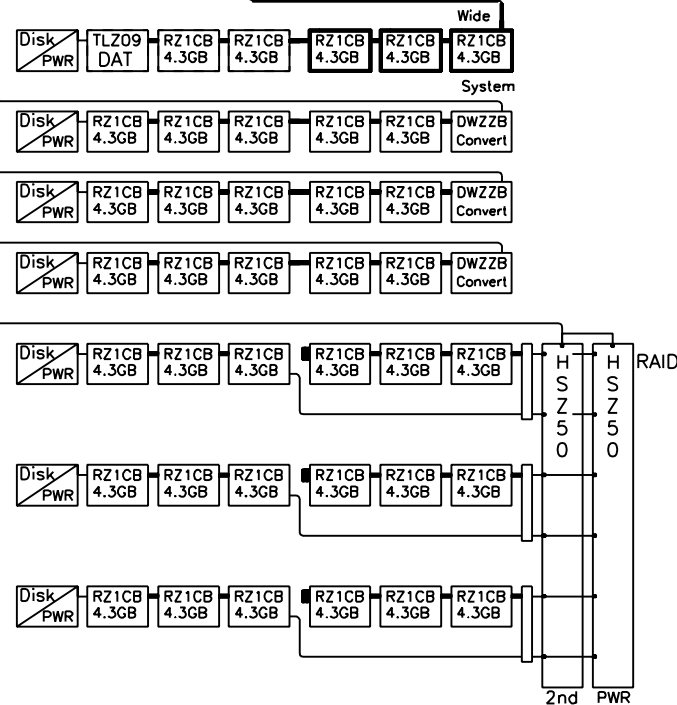 Wide
Disk TLZ09 RZ1CB RZ1CB RZ1CB RZ1CB RZ1CB
PWR DAT 4.3GB 4.3GB 4.3GB 4.3GB 4.3GB
System
Disk RZ1CB RZ1CB RZ1CB RZ1CB RZ1CB DWZZB
PWR 4.3GB 4.3GB 4.3GB 4.3GB 4.3GB Convert
Disk RZ1CB RZ1CB RZ1CB RZ1CB RZ1CB DWZZB
PWR 4.3GB 4.3GB 4.3GB 4.3GB 4.3GB Convert
Disk RZ1CB RZ1CB RZ1CB RZ1CB RZ1CB DWZZB
PWR 4.3GB 4.3GB 4.3GB 4.3GB 4.3GB Convert
Disk RZ1CB RZ1CB RZ1CB RZ1CB RZ1CB RZ1CB
PWR 4.3GB 4.3GB 4.3GB 4.3GB 4.3GB 4.3GB
HSZ50
HSZ50
RAID
Disk RZ1CB RZ1CB RZ1CB RZ1CB RZ1CB RZ1CB
PWR 4.3GB 4.3GB 4.3GB 4.3GB 4.3GB 4.3GB
Disk RZ1CB RZ1CB RZ1CB RZ1CB RZ1CB RZ1CB
PWR 4.3GB 4.3GB 4.3GB 4.3GB 4.3GB 4.3GB
2nd PWR